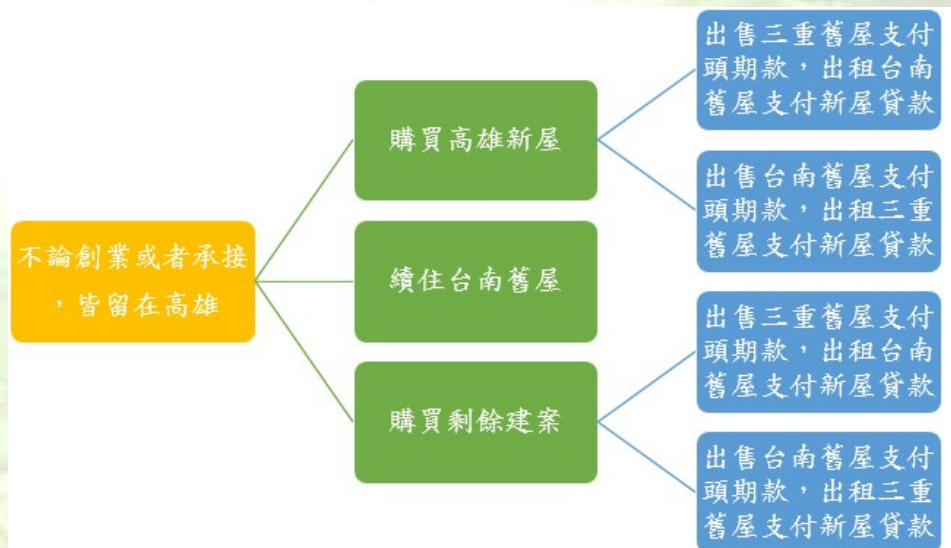 不論創業或者承接
，皆留在高雄
購買高雄新屋
續住台南舊屋
購買剩餘建案
出售三重舊屋支付
頭期款，出租台南
舊屋支付新屋貸款
出售台南舊屋支付
頭期款，出租三重
舊屋支付新屋貸款
出售三重舊屋支付
頭期款，出租台南
舊屋支付新屋貸款
出售台南舊屋支付
頭期款，出租三重
舊屋支付新屋貸款